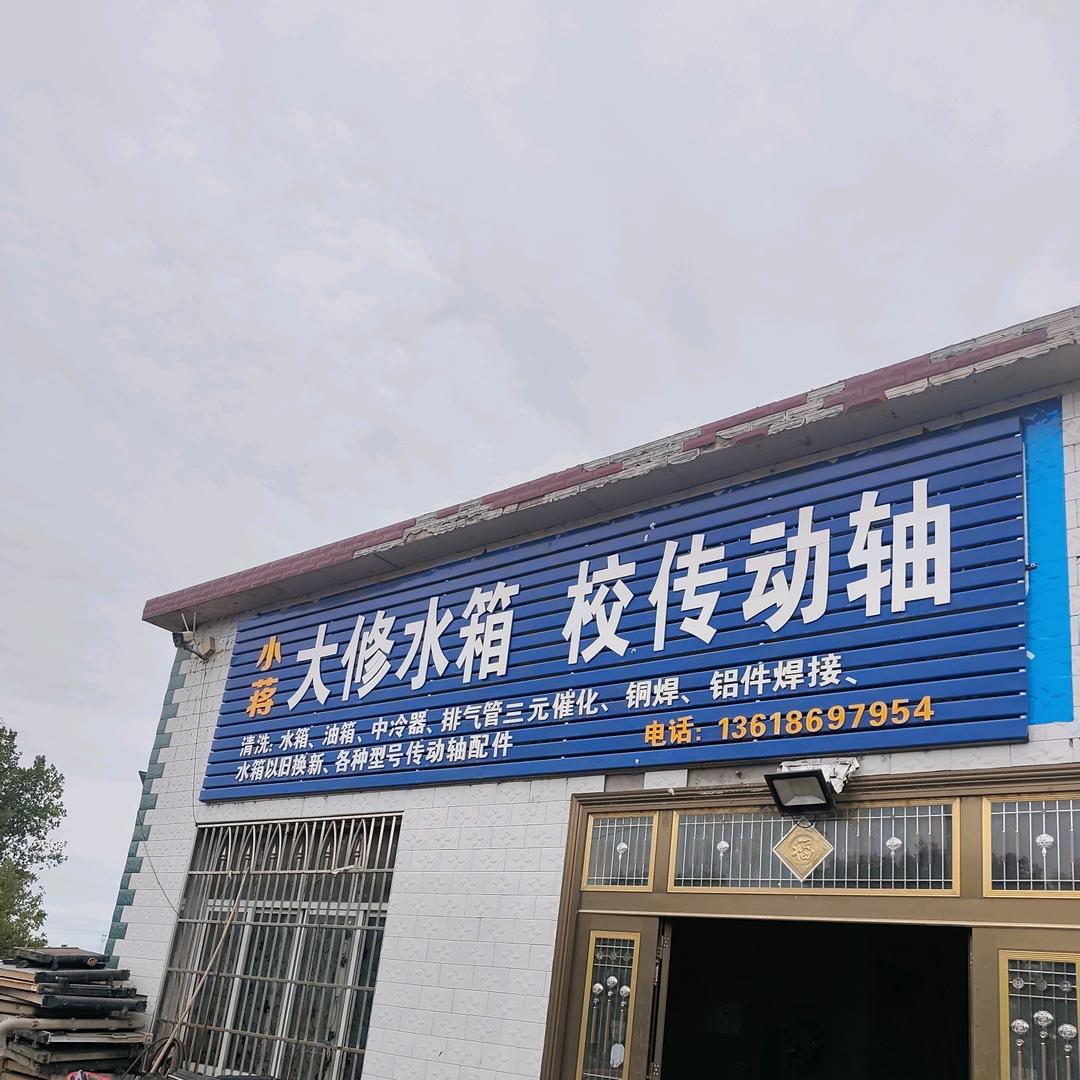 小蒋 大修水箱 校传动轴
清洗: 水箱、油箱、中冷器、排气管三元催化、铜焊、铝件焊接、
水箱以旧换新、各种型号传动轴配件 电话: 13618697954
福